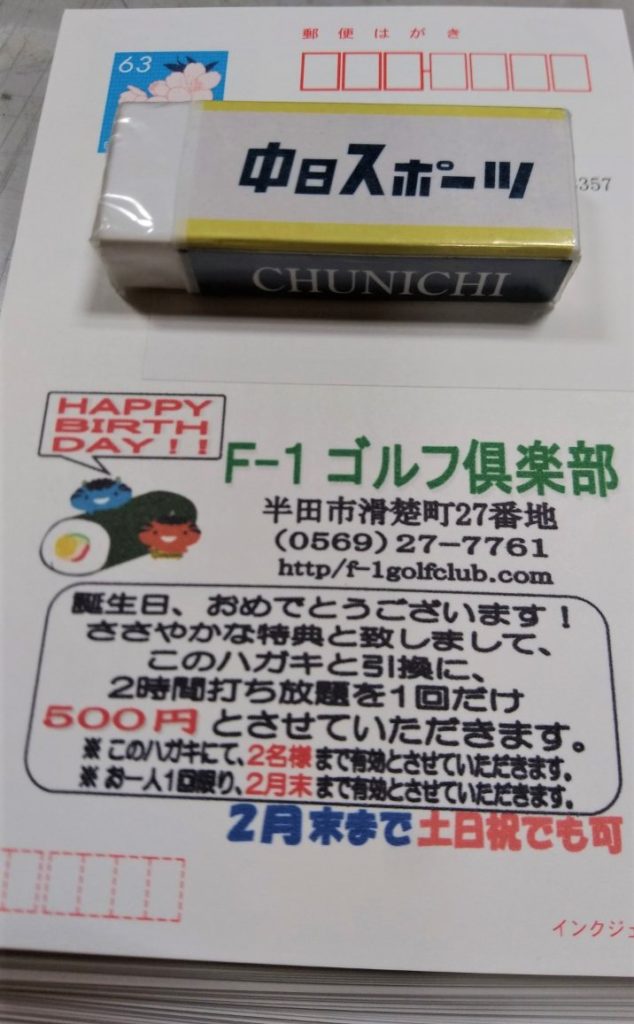 郵便はがき
63
中日スポーツ
357
CHUNICHI
HAPPY
BIRTH
DAY!!
F-1 ゴルフ倶楽部
半田市滑楚町27番地
(0569)27-7761
http/f-1golfclub.com
誕生日、おめでとうございます!
ささやかな特典と致しまして、
このハガキと引換に、
2時間打ち放題を1回だけ
500円とさせていただきます。
※ このハガキにて、2名様まで有効とさせていただきます。
※ お一人1回限り、2月末まで有効とさせていただきます。
2月末まで土日祝でも可
インクジェ